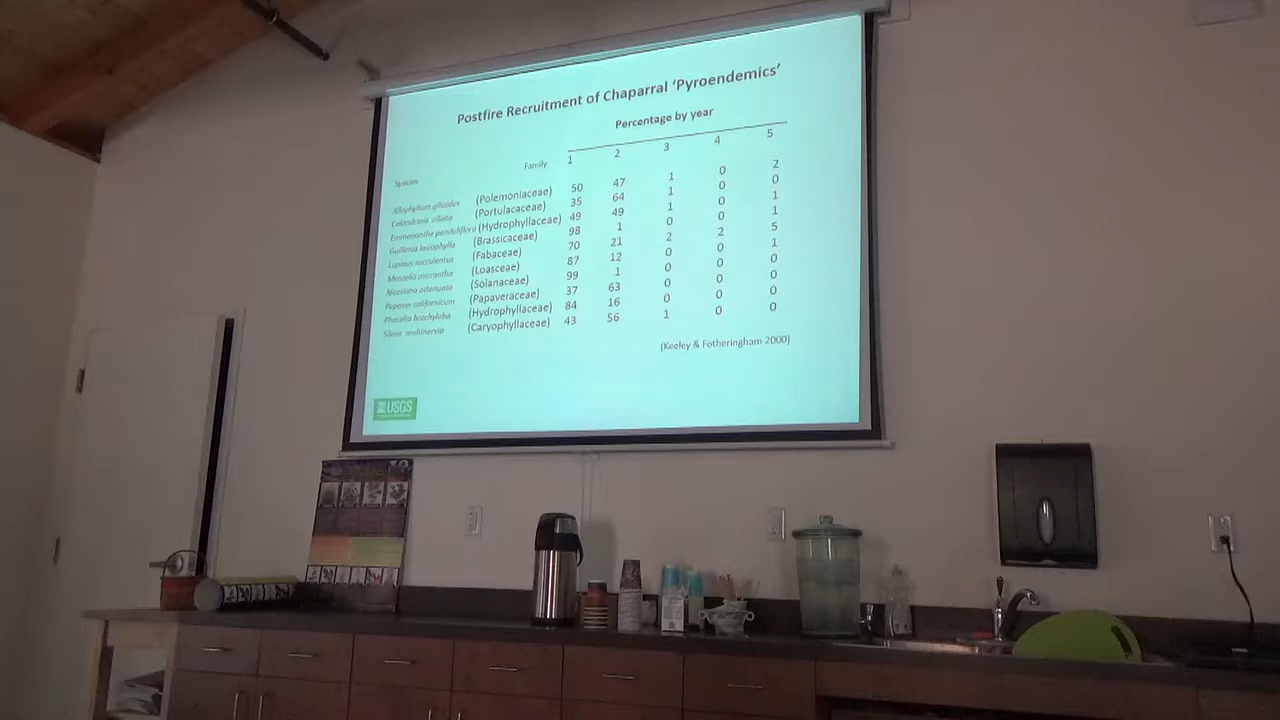 Postfire Recruitment of Chaparral ‘Pyroendemics’
Percentage by year
Species Family 1 2 3 4 5
Allophyllum gilioides (Polemoniaceae) 50 47 1 0 2
Calandrinia ciliata (Portulacaceae) 35 64 1 0 0
Emmenanthe penduliflora (Hydrophyllaceae) 49 49 1 0 1
Guillenia lasiophylla (Brassicaceae) 98 1 0 0 1
Lupinus succulentus (Fabaceae) 70 21 2 2 5
Mentzelia micrantha (Loasceae) 87 12 0 0 1
Nicotiana attenuata (Solanaceae) 99 1 0 0 0
Papaver californicum (Papaveraceae) 37 63 0 0 0
Phacelia brachyloba (Hydrophyllaceae) 84 16 0 0 0
Silene multinervia (Caryophyllaceae) 43 56 1 0 0
(Keeley & Fotheringham 2000)
USGS